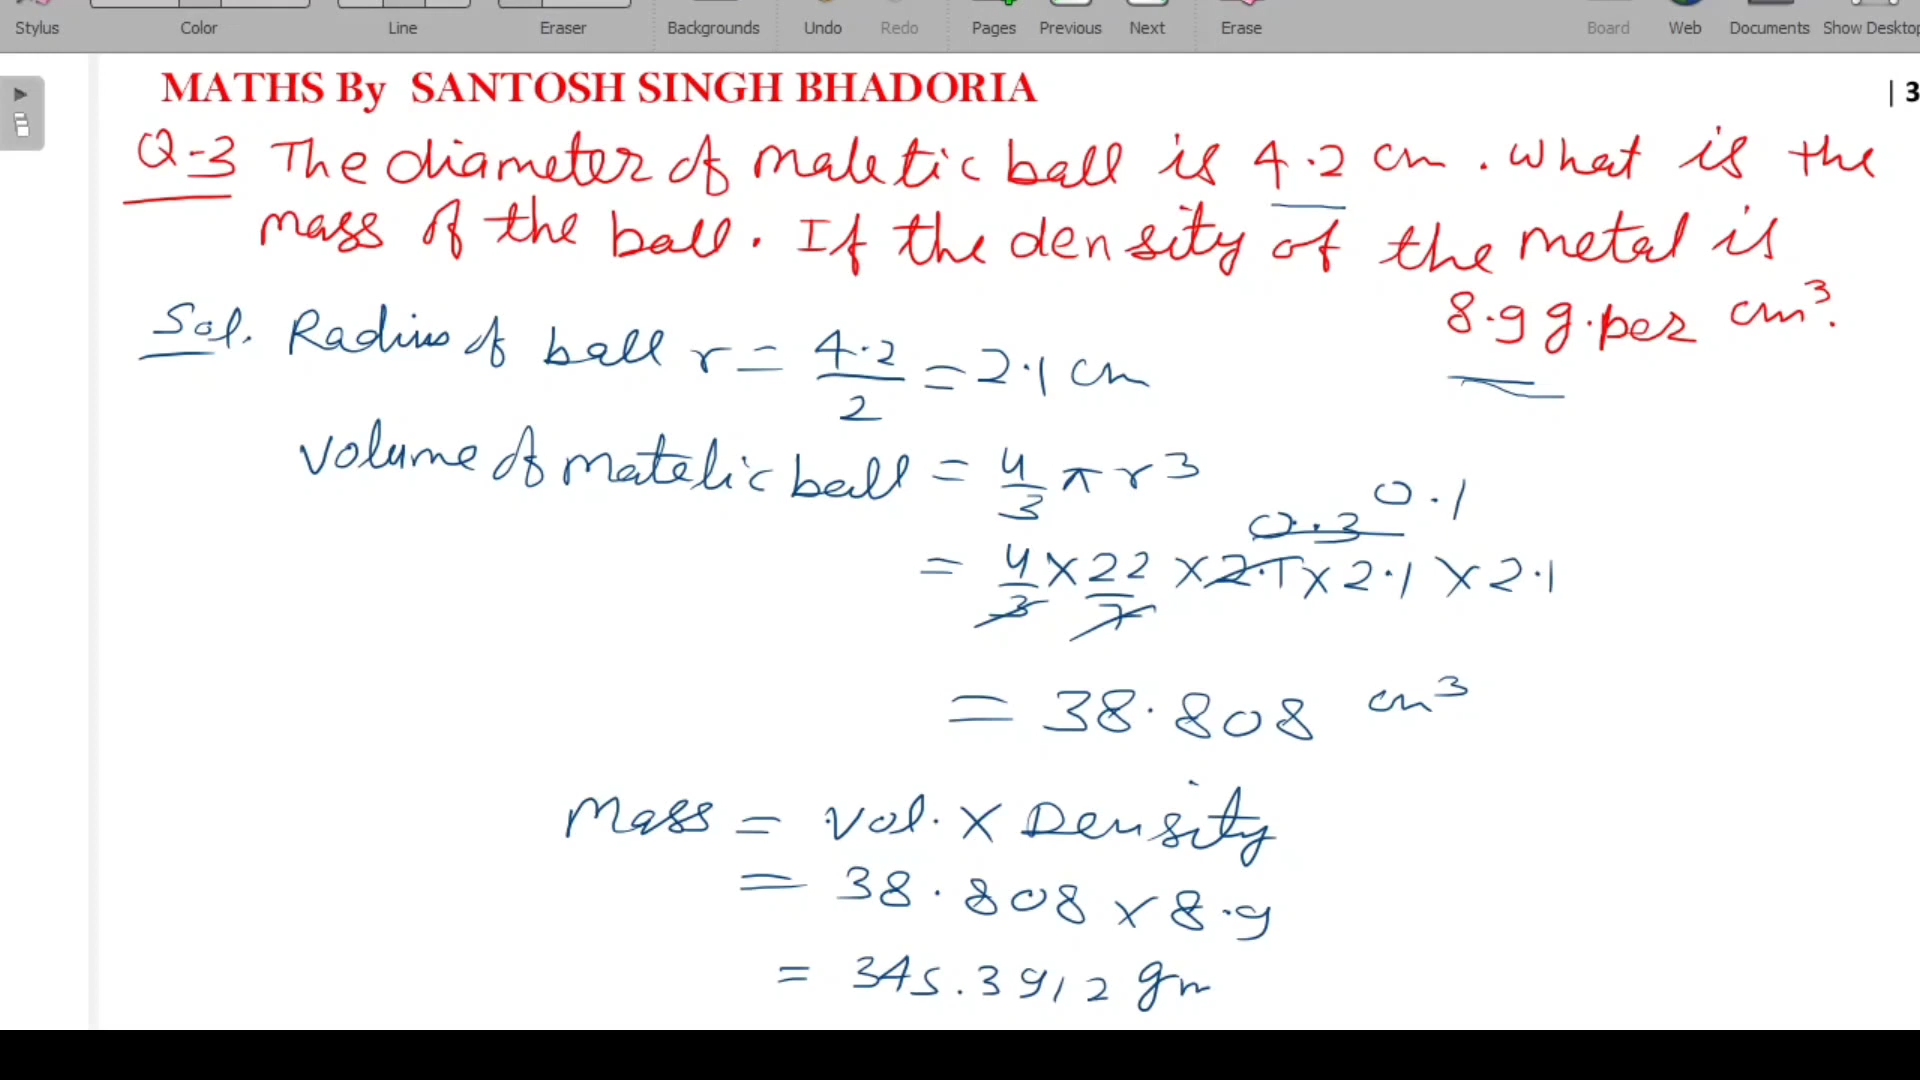 Stylus Color Line Eraser Backgrounds Undo Redo Pages Previous Next Erase Board Web Documents Show Desktop
MATHS By SANTOSH SINGH BHADORIA | 3
Q-3 The diameter of maletic ball is 4.2 cm. what is the
mass of the ball. If the density of the metal is
8.9 g. per cm³.
Sol. Radius of ball r = 4.2/2 = 2.1 cm
Volume of matelic ball = 4/3 π r³
0.3 0.1
= 4/3 × 22/7 × 2.1 × 2.1 × 2.1
= 38.808 cm³
Mass = Vol. × Density
= 38.808 × 8.9
= 345.3912 gm